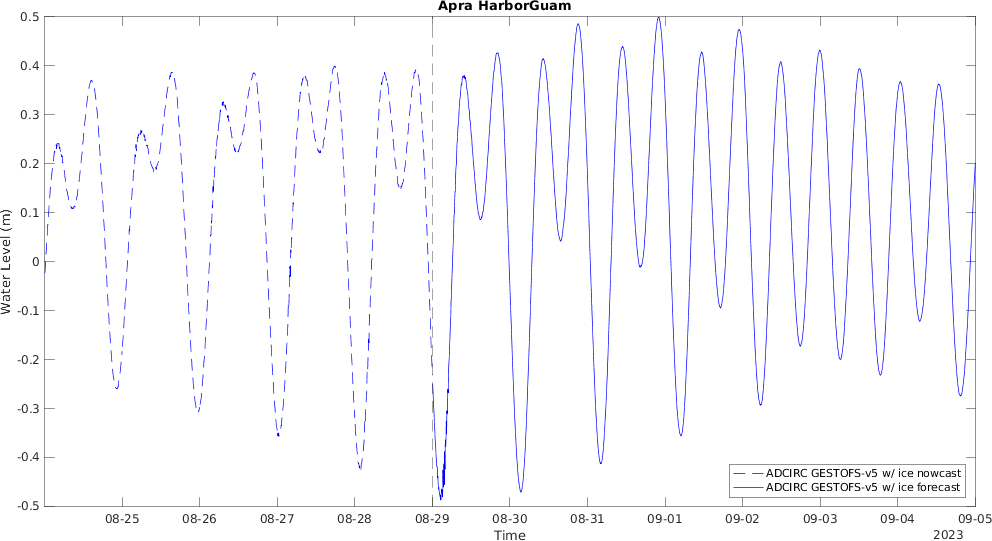 Apra HarborGuam
0.5
0.4
0.3
0.2
0.1
0
-0.1
-0.2
-0.3
-0.4
-0.5
Water Level (m)
ADCIRC GESTOFS-v5 w/ ice nowcast
ADCIRC GESTOFS-v5 w/ ice forecast
08-25 08-26 08-27 08-28 08-29 08-30 08-31 09-01 09-02 09-03 09-04 09-05
Time
2023